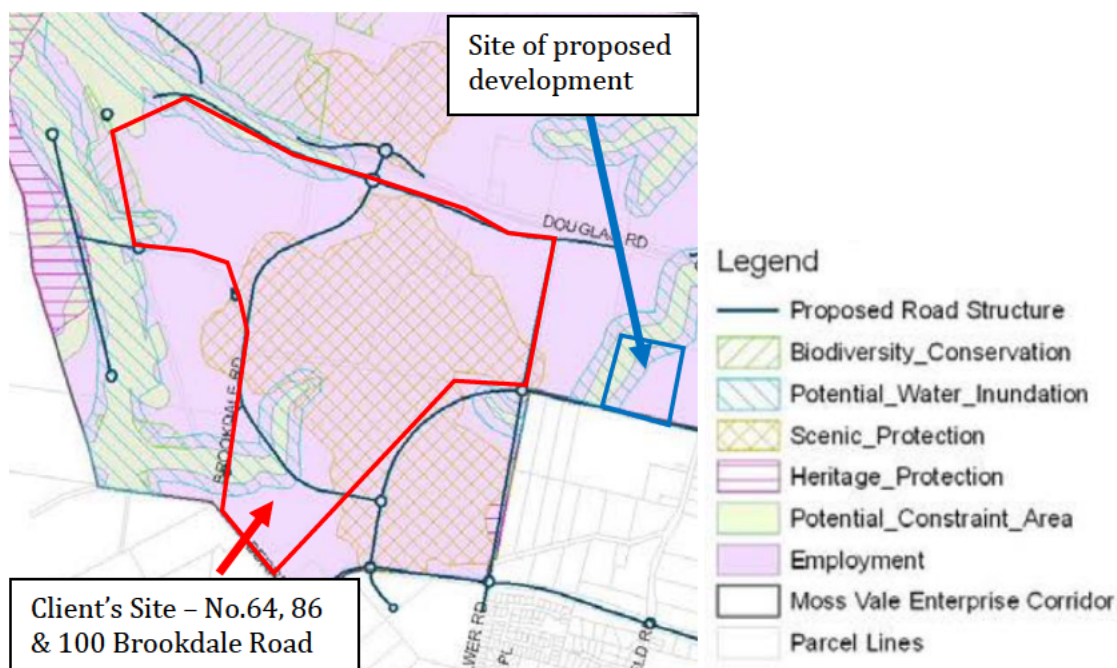 Site of proposed
development
DOUGLAS RD
BROOKDALE RD
Client's Site – No.64, 86
& 100 Brookdale Road
PL
Legend
Proposed Road Structure
Biodiversity_Conservation
Potential_Water_Inundation
Scenic_Protection
Heritage_Protection
Potential_Constraint_Area
Employment
Moss Vale Enterprise Corridor
Parcel Lines